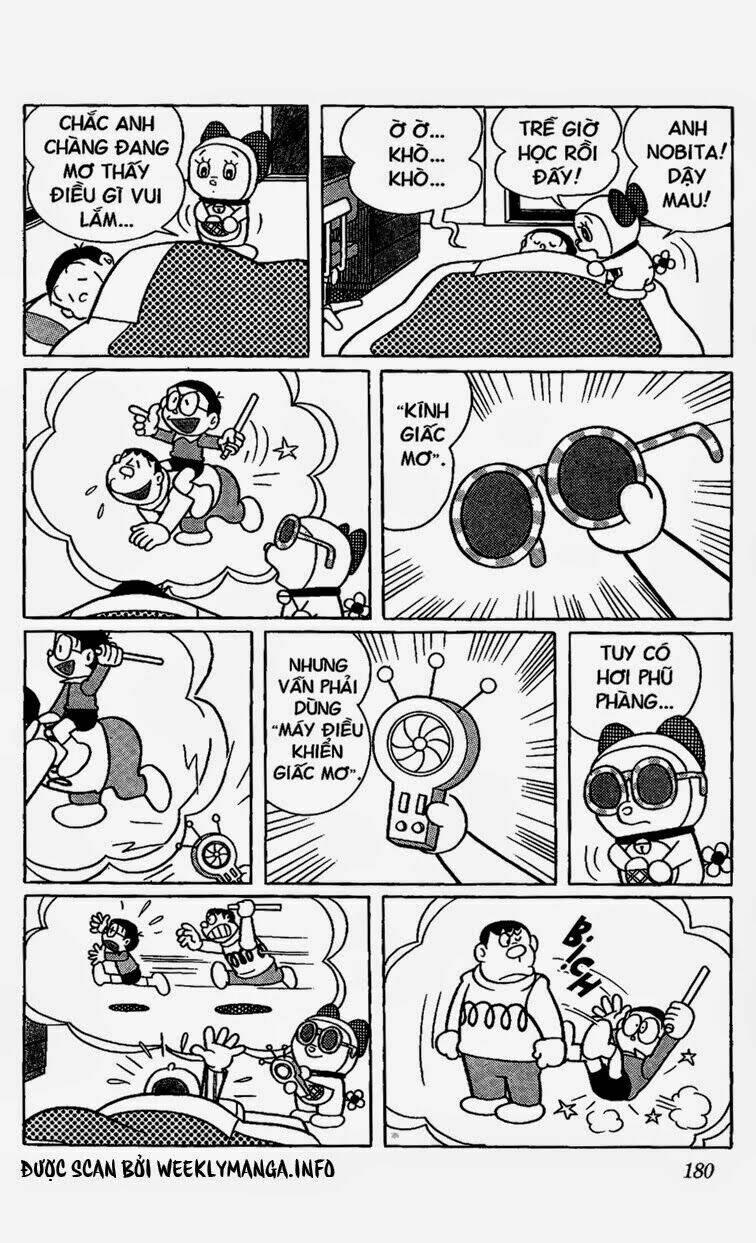 ANH
NOBITA!
DẬY
MAU!
TRỄ GIỜ
HỌC RỒI
ĐẤY!
Ờ Ờ...
KHÒ...
KHÒ...
CHẮC ANH
CHÀNG ĐANG
MƠ THẤY
ĐIỀU GÌ VUI
LẮM...
"KÍNH
GIẤC
MƠ".
TUY CÓ
HƠI PHŨ
PHÀNG...
NHƯNG
VẪN PHẢI
DÙNG
"MÁY ĐIỀU
KHIỂN
GIẤC MƠ".
BỊCH
ĐƯỢC SCAN BỞI WEEKLYMANGA.INFO
180